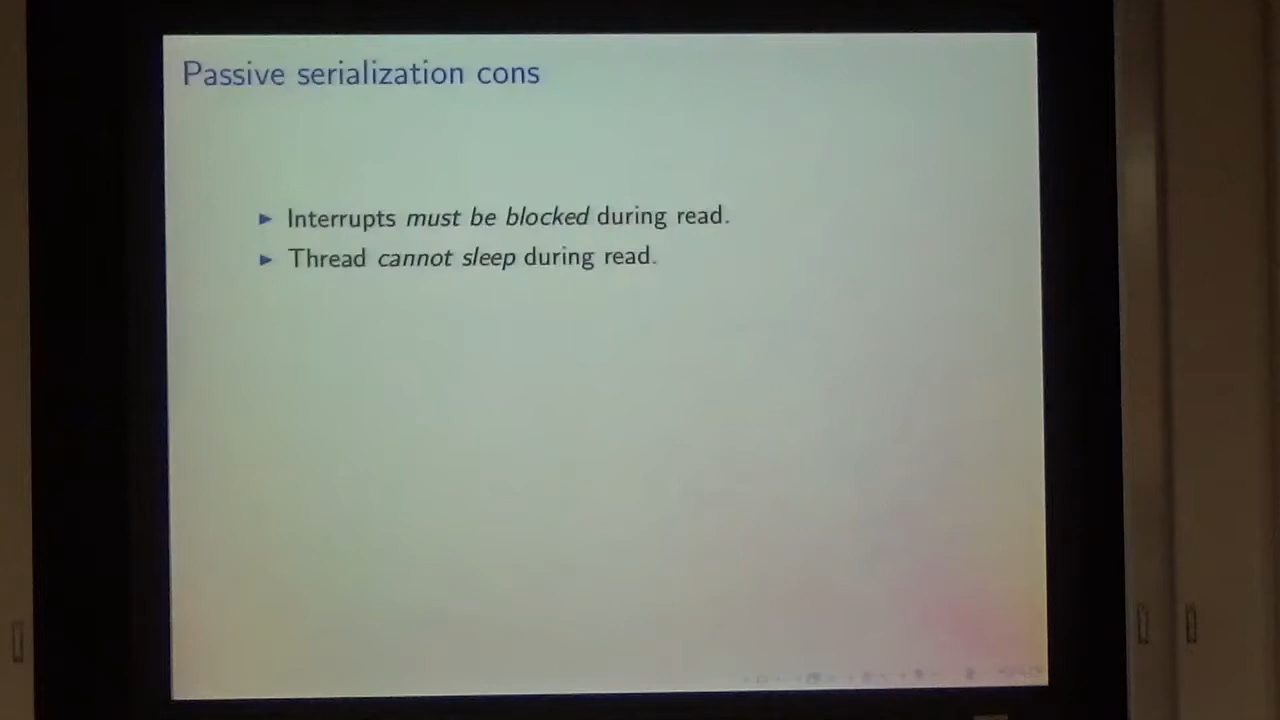 Passive serialization cons
▶ Interrupts must be blocked during read.
▶ Thread cannot sleep during read.